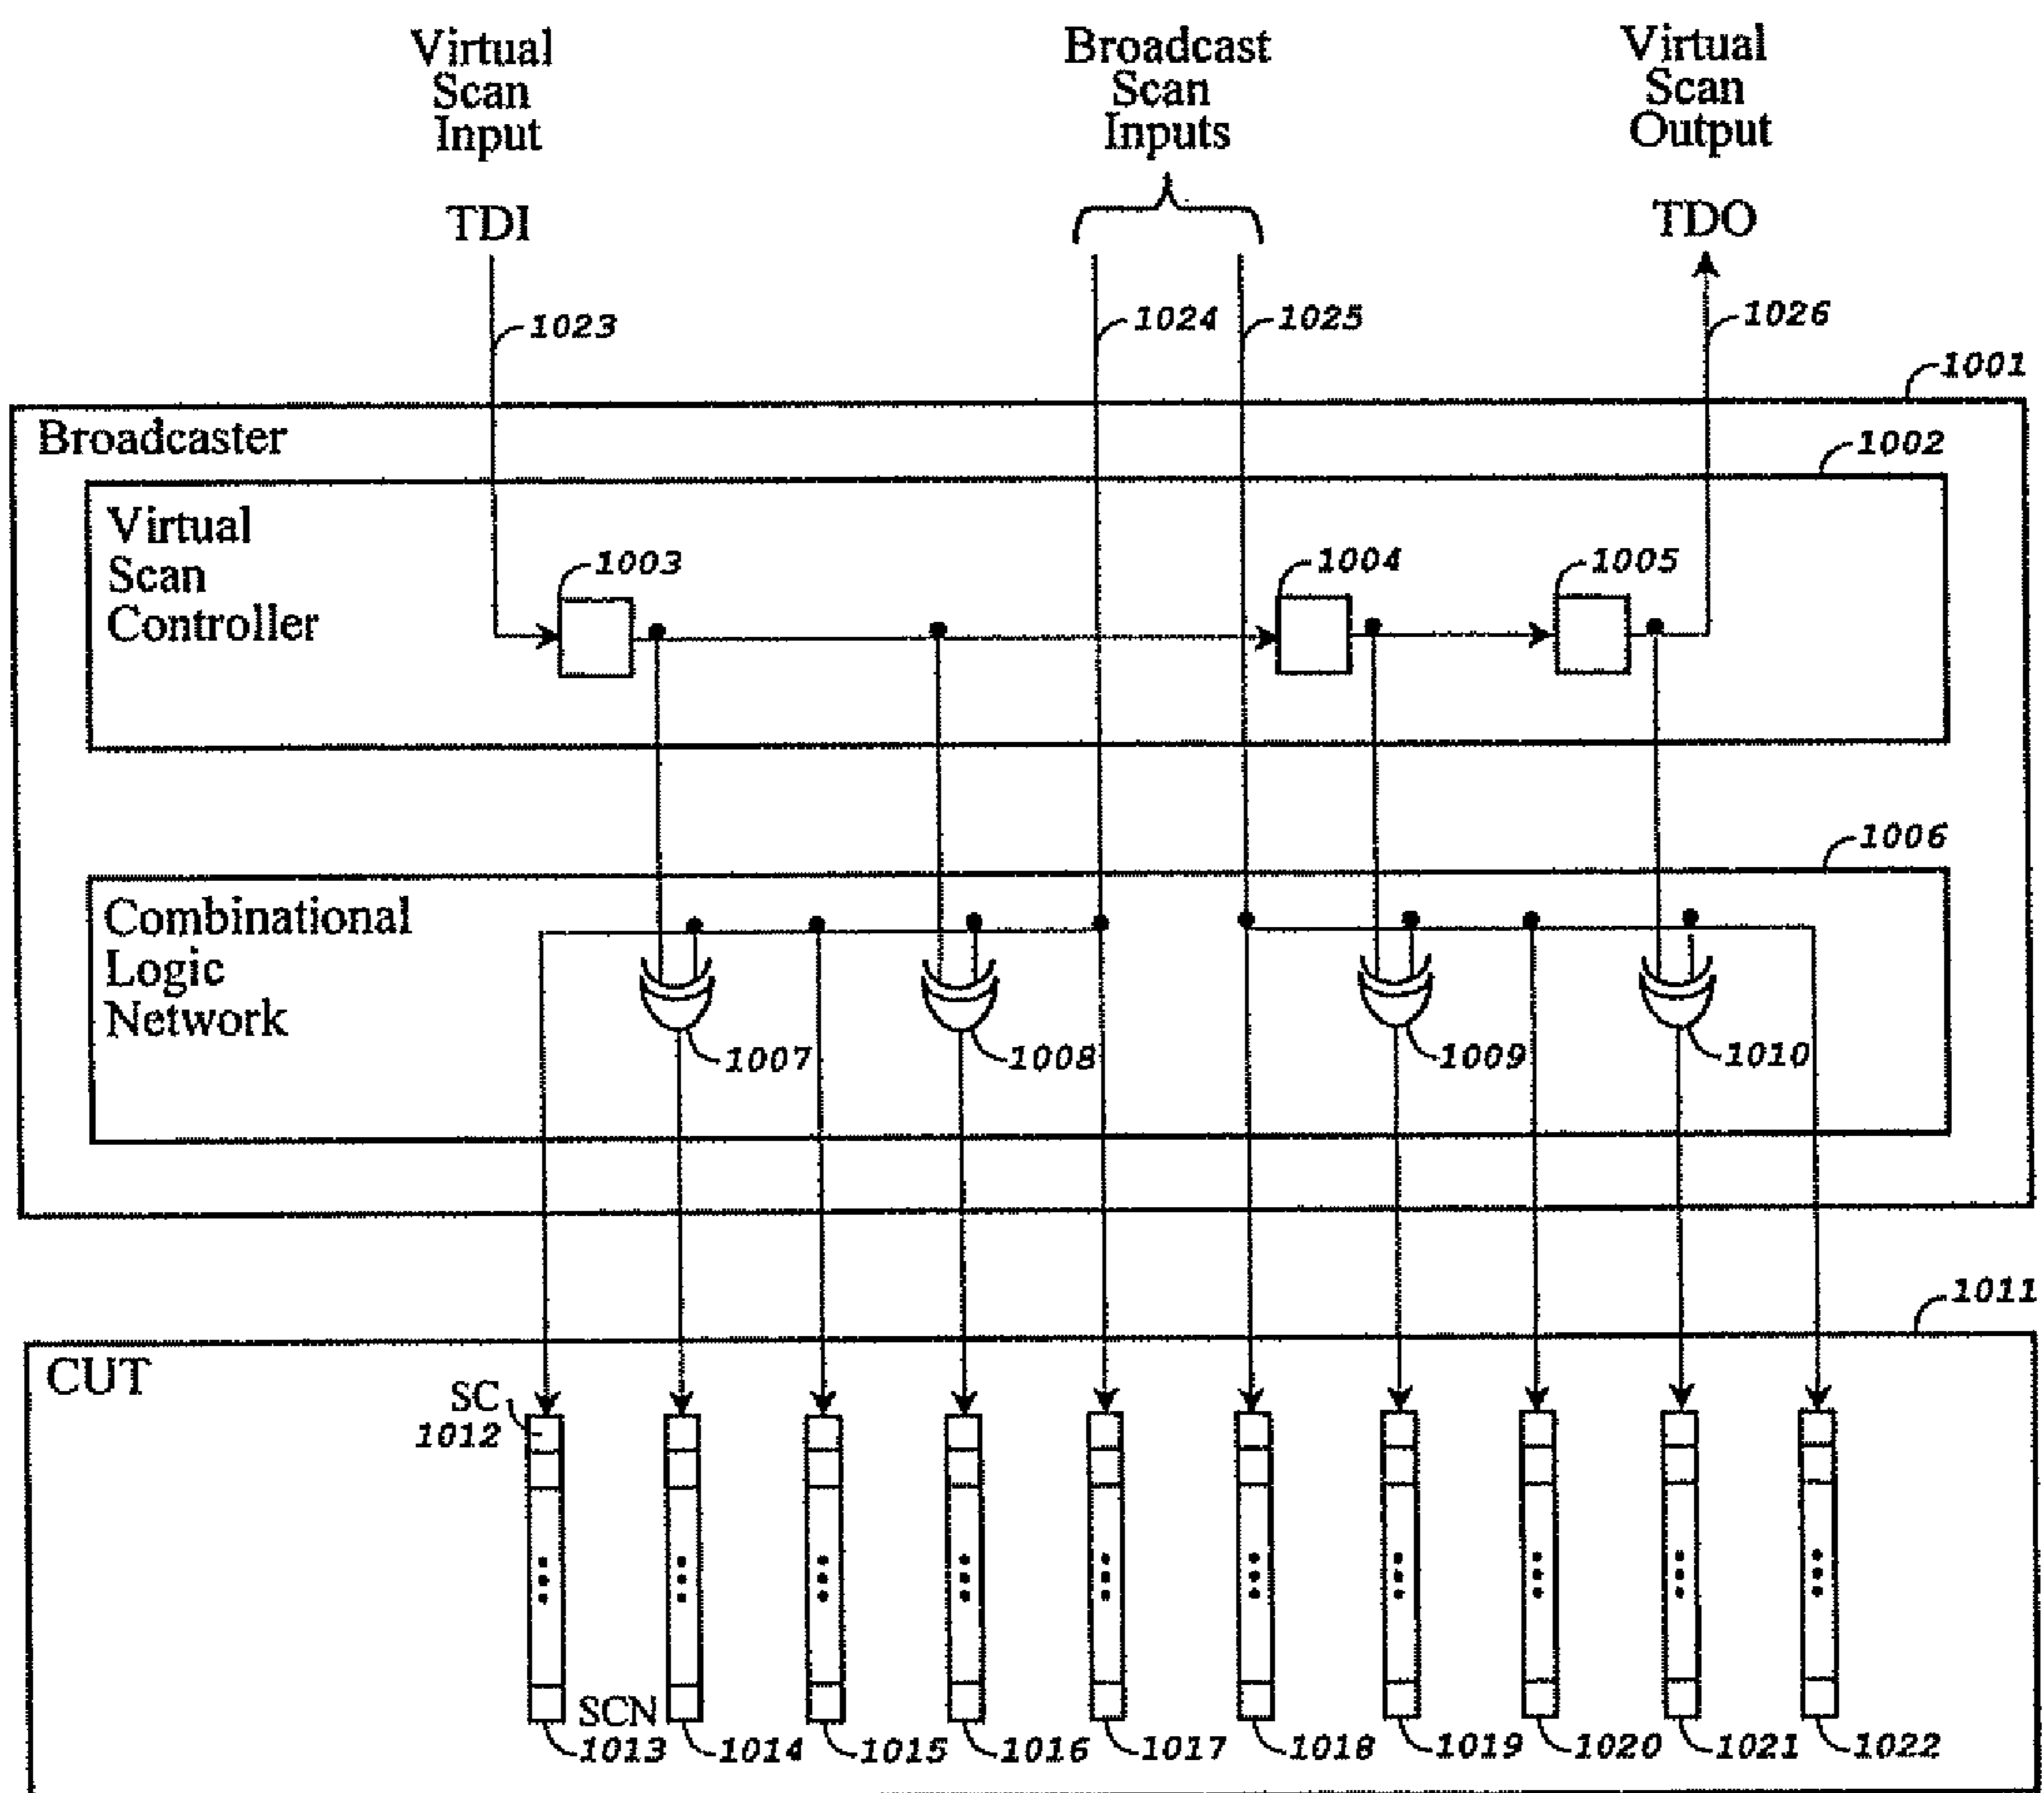 Virtual
Scan
Input
Broadcast
Scan
Inputs
Virtual
Scan
Output
TDI
TDO
1023
1024
1025
1026
1001
Broadcaster
1002
Virtual
Scan
Controller
1003
1004
1005
1006
Combinational
Logic
Network
1007
1008
1009
1010
1011
CUT
SC
1012
SCN
1013
1014
1015
1016
1017
1018
1019
1020
1021
1022